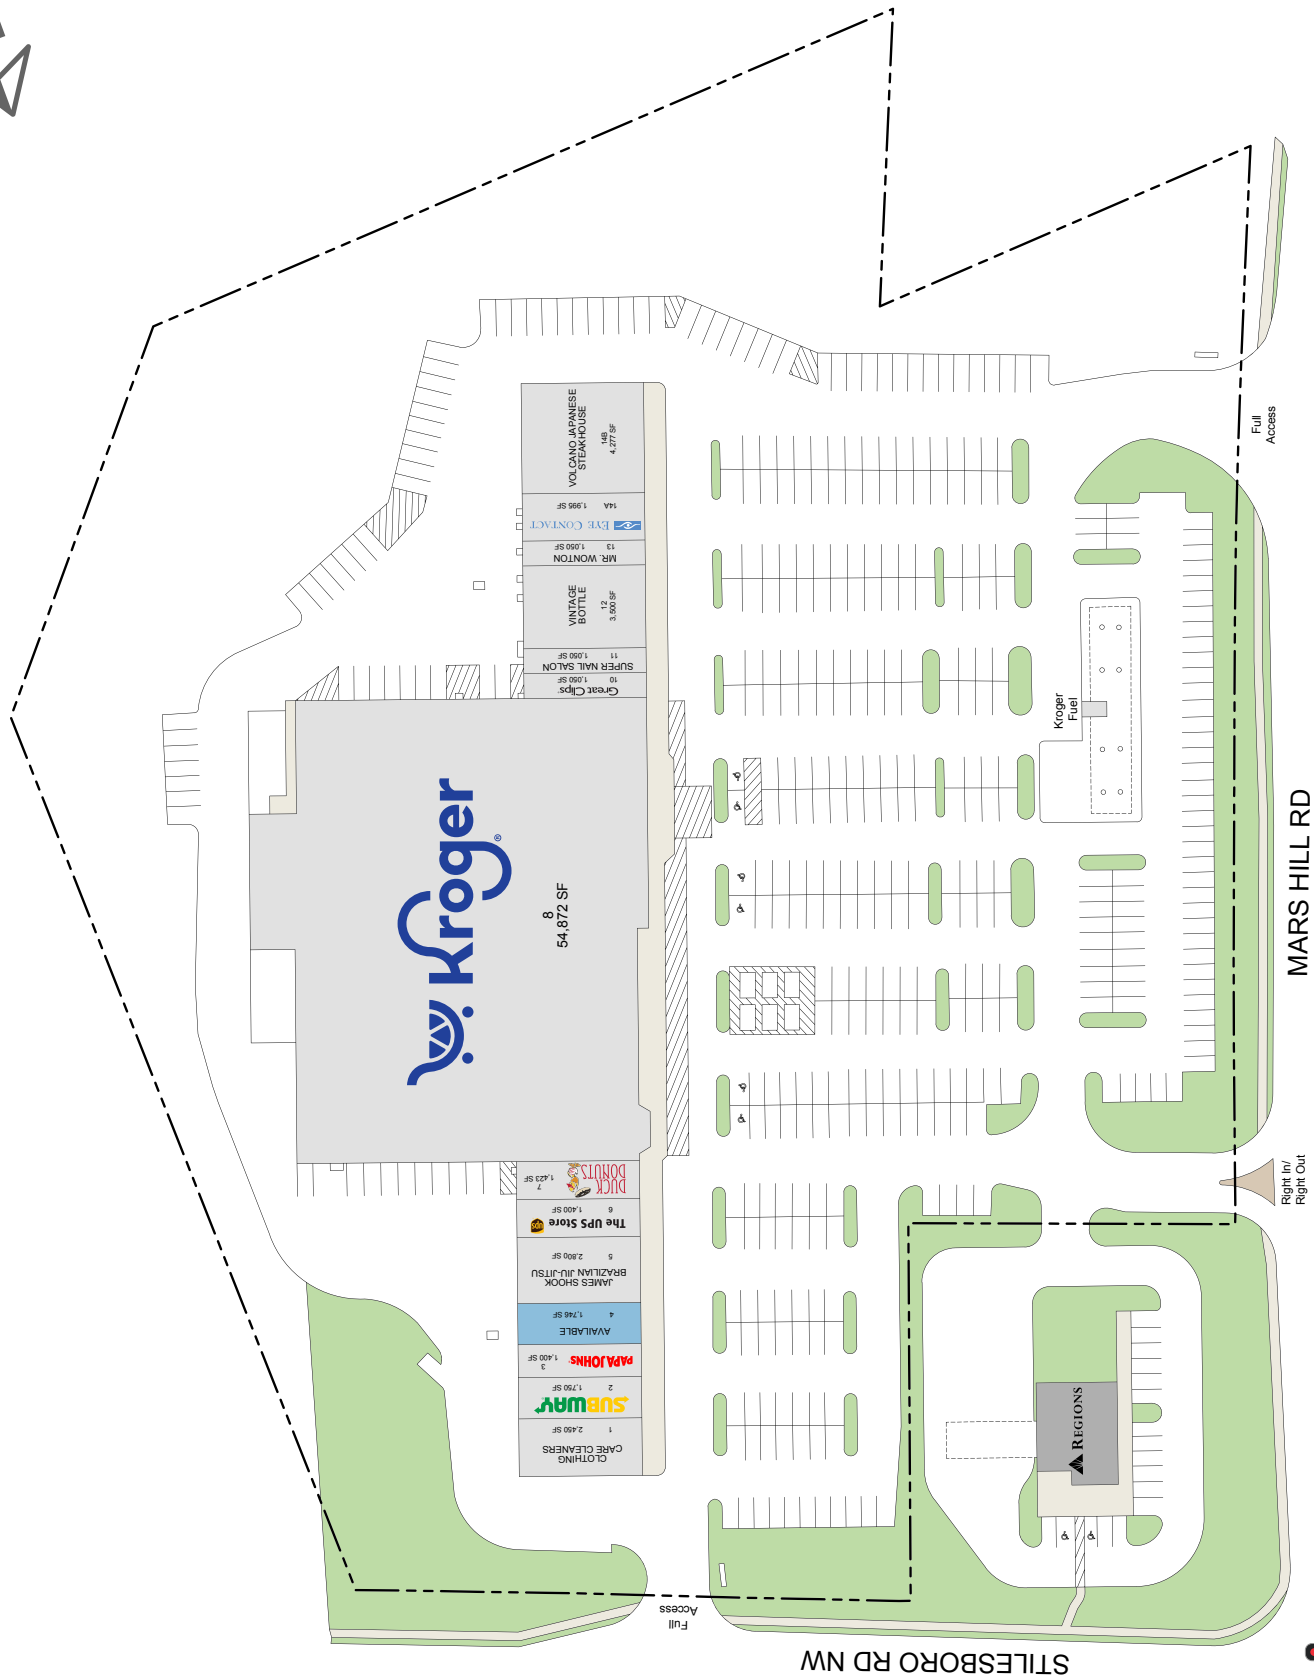 VOLCANO JAPANESE
STEAKHOUSE
14B
4,277 SF
EYE CONTACT
14A 1,995 SF
MR. WONTON
13 1,050 SF
VINTAGE
BOTTLE
12
3,500 SF
SUPER NAIL SALON
11 1,050 SF
Great Clips
10 1,050 SF
Kroger®
8
54,872 SF
DUCK
DONUTS
7
1,423 SF
The UPS Store
ups
6 1,400 SF
JAMES SHOOK
BRAZILIAN JIU-JITSU
5 2,800 SF
AVAILABLE
4 1,746 SF
PAPA JOHNS
3
1,400 SF
SUBWAY
2 1,750 SF
CLOTHING
CARE CLEANERS
1 2,450 SF
Kroger
Fuel
Full
Access
MARS HILL RD
Right In/
Right Out
REGIONS
Full
Access
STILESBORO RD NW